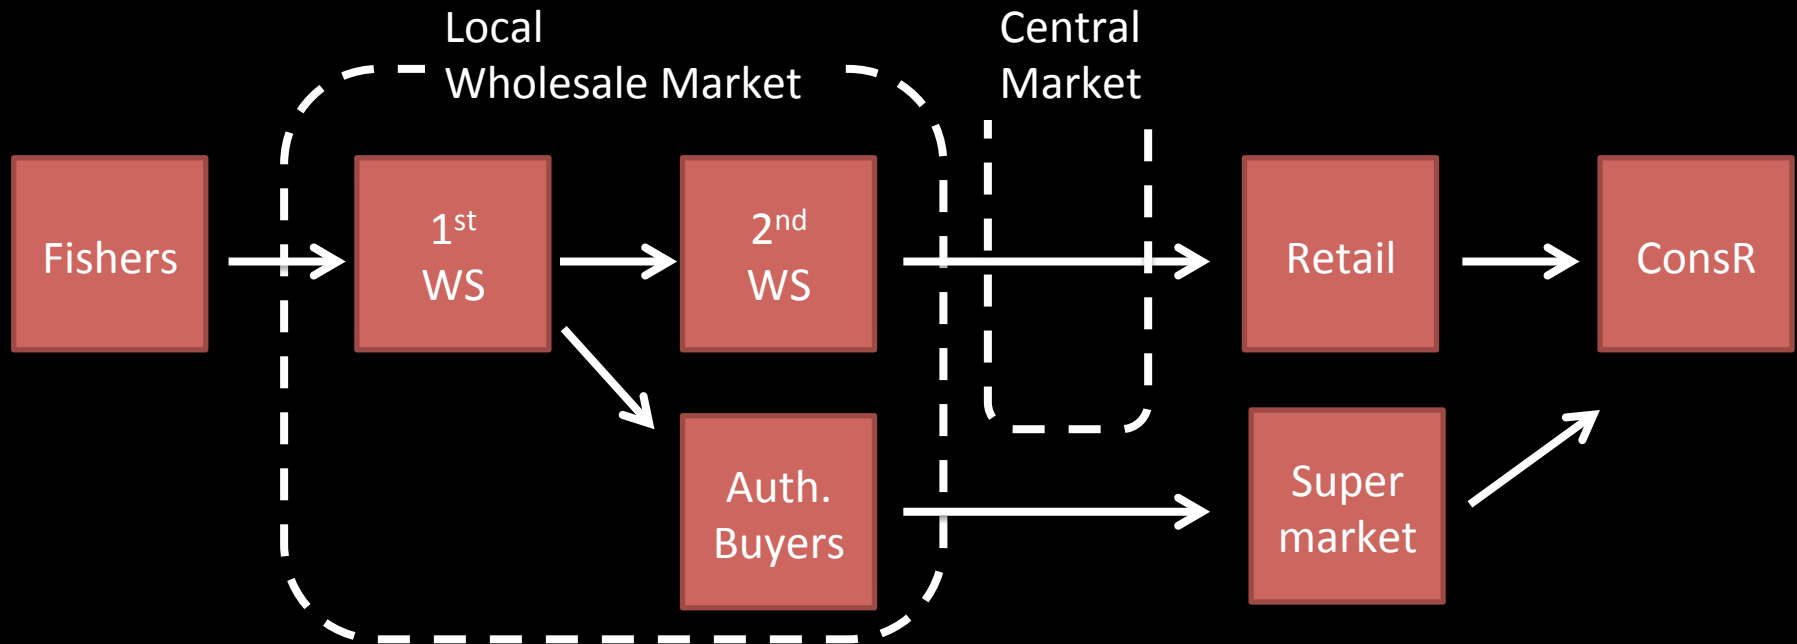 Local
Wholesale Market
Central
Market
Fishers
1st
WS
2nd
WS
Retail
ConsR
Auth.
Buyers
Super
market